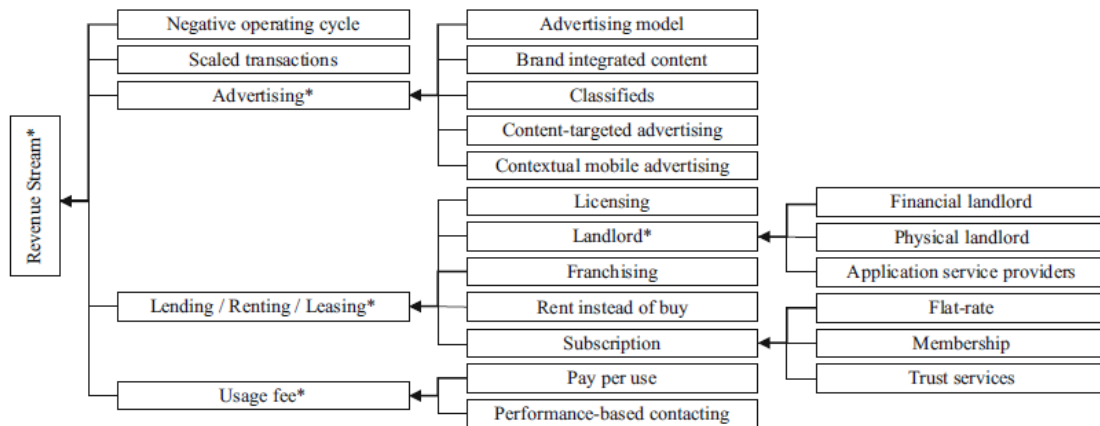 Revenue Stream*
Negative operating cycle
Scaled transactions
Advertising*
Advertising model
Brand integrated content
Classifieds
Content-targeted advertising
Contextual mobile advertising
Lending / Renting / Leasing*
Licensing
Landlord*
Financial landlord
Physical landlord
Application service providers
Franchising
Rent instead of buy
Subscription
Flat-rate
Membership
Trust services
Usage fee*
Pay per use
Performance-based contacting